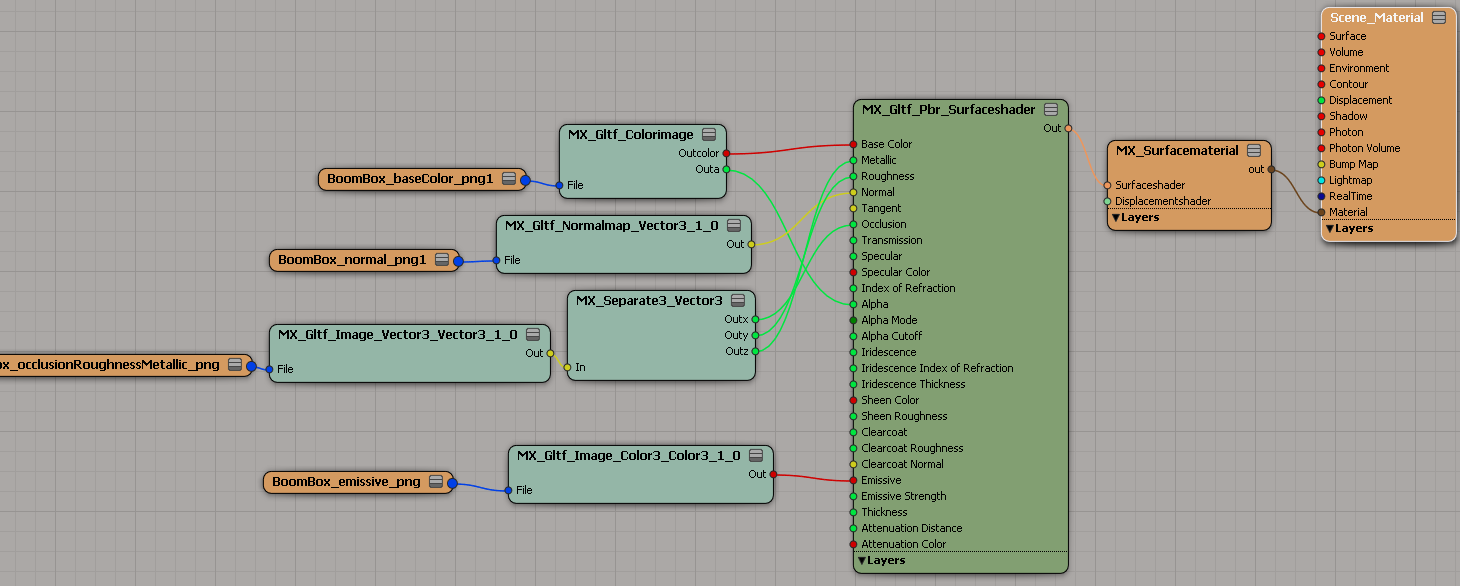 BoomBox_baseColor_png1
BoomBox_normal_png1
ox_occlusionRoughnessMetallic_png
BoomBox_emissive_png
MX_Gltf_Colorimage
Outcolor
Outa
File
MX_Gltf_Normalmap_Vector3_1_0
Out
File
MX_Gltf_Image_Vector3_Vector3_1_0
Out
File
MX_Separate3_Vector3
Outx
Outy
Outz
In
MX_Gltf_Image_Color3_Color3_1_0
Out
File
MX_Gltf_Pbr_Surfaceshader
Out
Base Color
Metallic
Roughness
Normal
Tangent
Occlusion
Transmission
Specular
Specular Color
Index of Refraction
Alpha
Alpha Mode
Alpha Cutoff
Iridescence
Iridescence Index of Refraction
Iridescence Thickness
Sheen Color
Sheen Roughness
Clearcoat
Clearcoat Roughness
Clearcoat Normal
Emissive
Emissive Strength
Thickness
Attenuation Distance
Attenuation Color
Layers
MX_Surfacematerial
out
Surfaceshader
Displacementshader
Layers
Scene_Material
Surface
Volume
Environment
Contour
Displacement
Shadow
Photon
Photon Volume
Bump Map
Lightmap
RealTime
Material
Layers